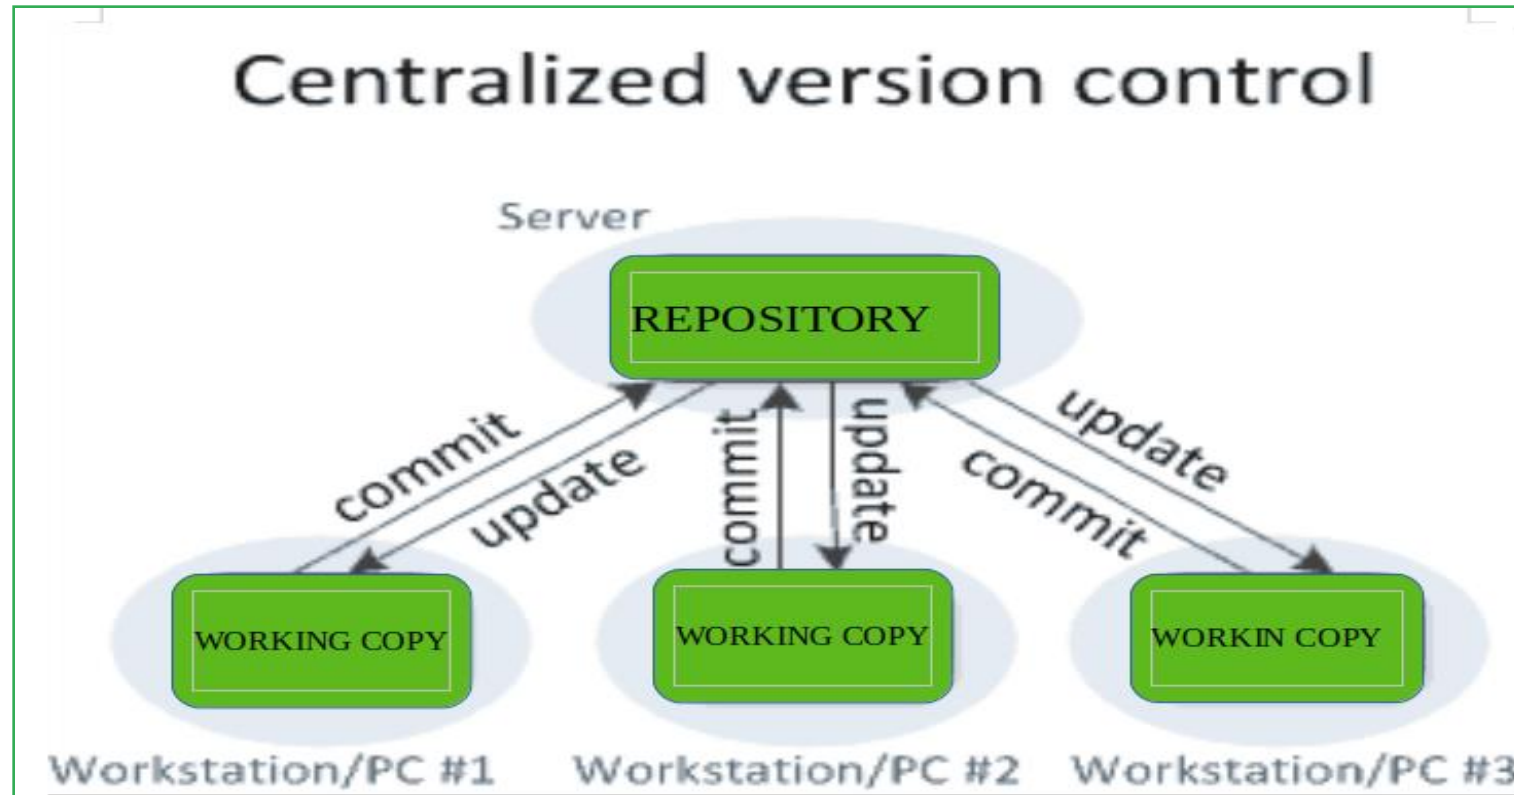 Centralized version control
Server
REPOSITORY
commit
update
commit
update
commit
update
WORKING COPY
WORKING COPY
WORKIN COPY
Workstation/PC #1
Workstation/PC #2
Workstation/PC #3